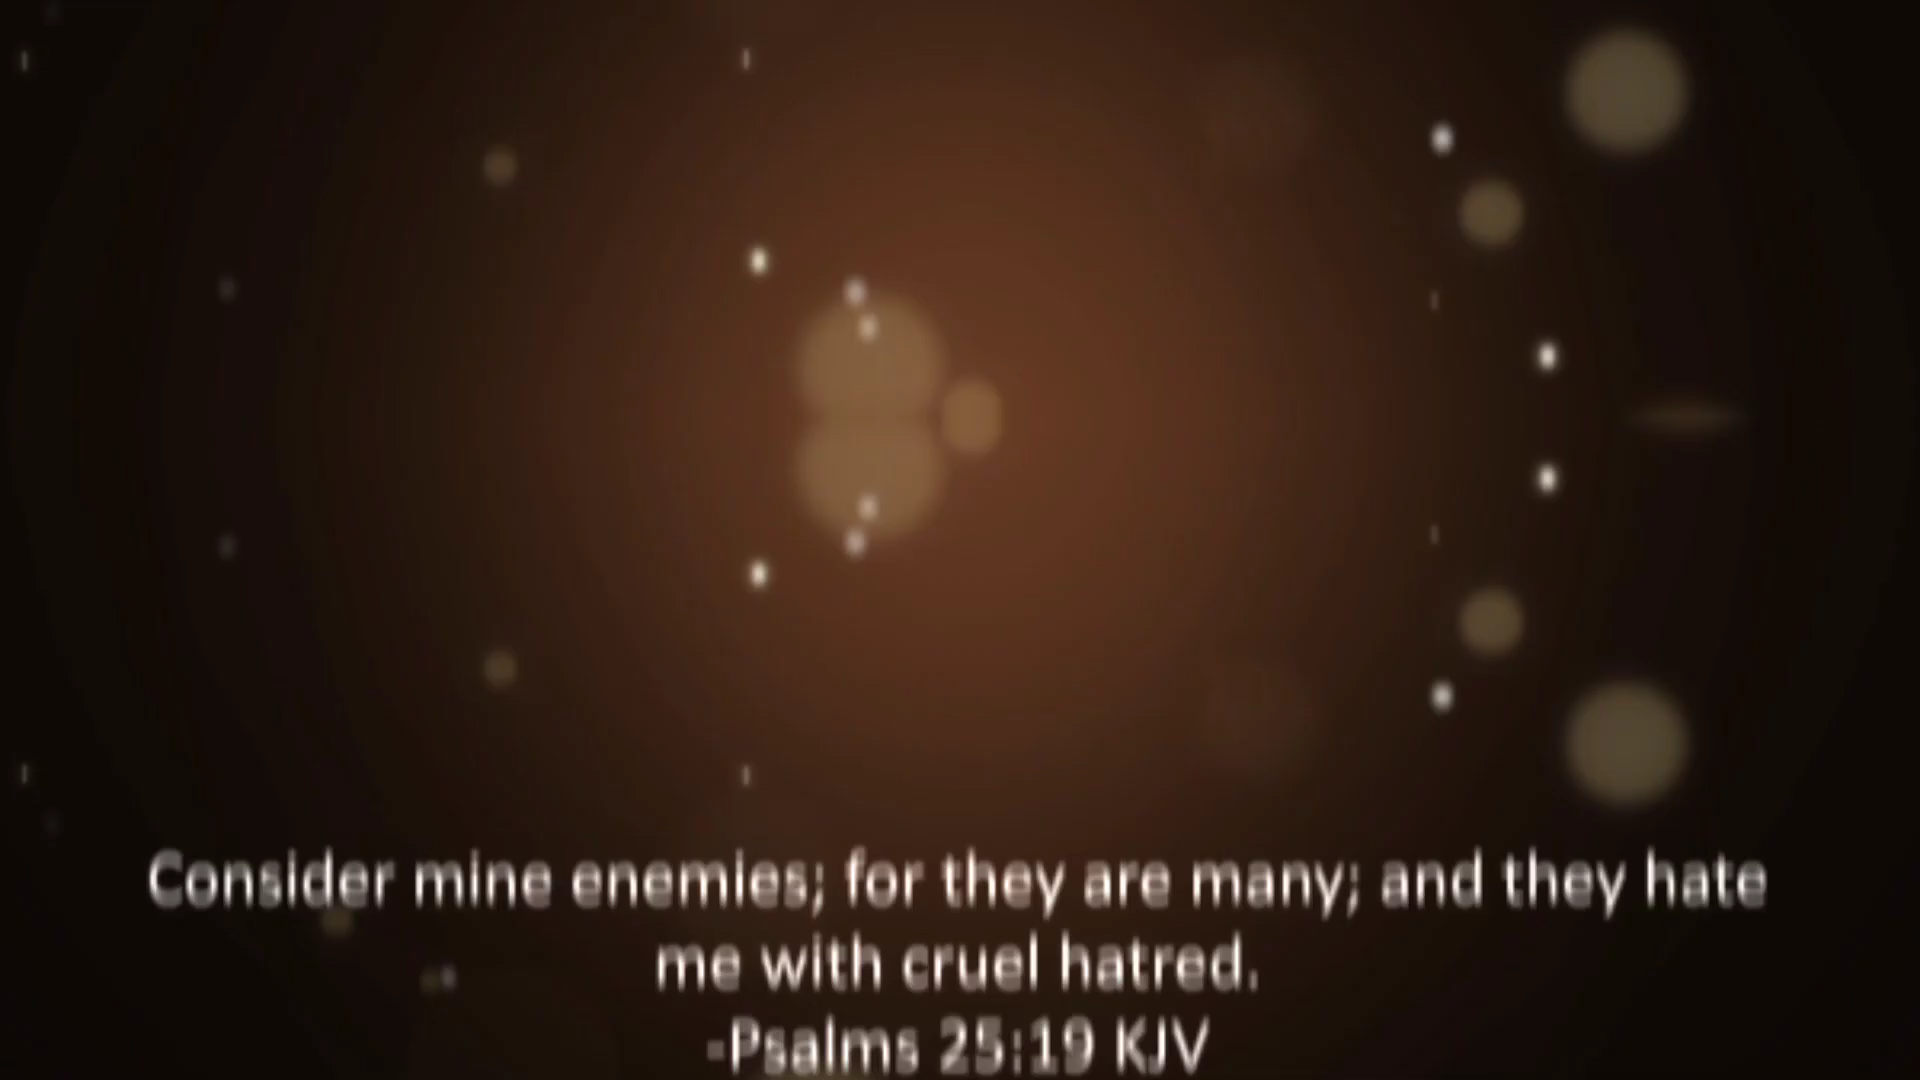 Consider mine enemies; for they are many; and they hate
me with cruel hatred.
-Psalms 25:19 KJV